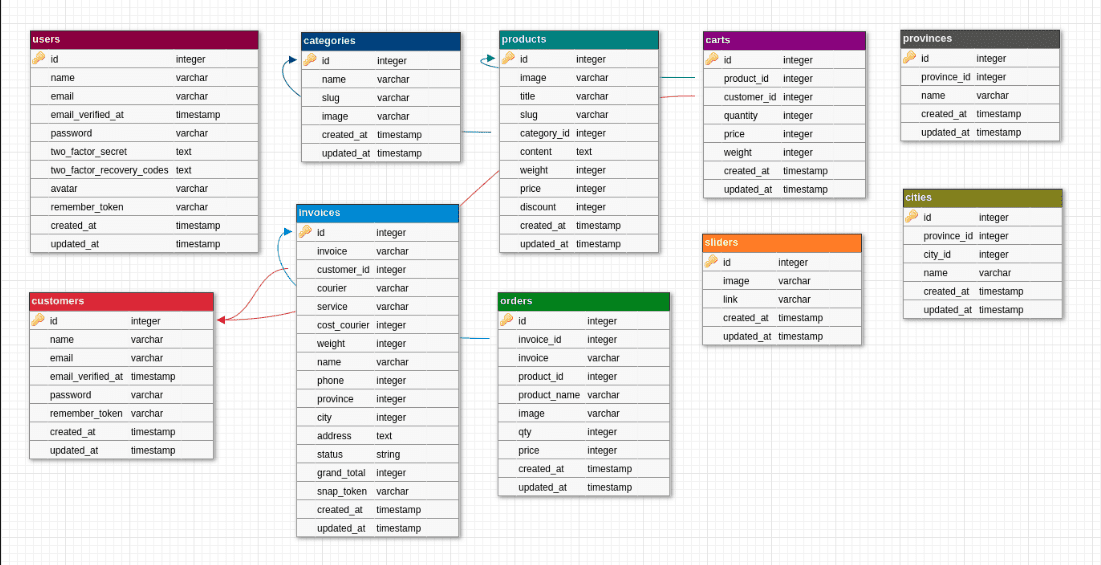 users
id integer
name varchar
email varchar
email_verified_at timestamp
password varchar
two_factor_secret text
two_factor_recovery_codes text
avatar varchar
remember_token varchar
created_at timestamp
updated_at timestamp
categories
id integer
name varchar
slug varchar
image varchar
created_at timestamp
updated_at timestamp
products
id integer
image varchar
title varchar
slug varchar
category_id integer
content text
weight integer
price integer
discount integer
created_at timestamp
updated_at timestamp
carts
id integer
product_id integer
customer_id integer
quantity integer
price integer
weight integer
created_at timestamp
updated_at timestamp
provinces
id integer
province_id integer
name varchar
created_at timestamp
updated_at timestamp
customers
id integer
name varchar
email varchar
email_verified_at timestamp
password varchar
remember_token varchar
created_at timestamp
updated_at timestamp
invoices
id integer
invoice varchar
customer_id integer
courier varchar
service varchar
cost_courier integer
weight integer
name varchar
phone integer
province integer
city integer
address text
status string
grand_total integer
snap_token varchar
created_at timestamp
updated_at timestamp
orders
id integer
invoice_id integer
invoice varchar
product_id integer
product_name varchar
image varchar
qty integer
price integer
created_at timestamp
updated_at timestamp
sliders
id integer
image varchar
link varchar
created_at timestamp
updated_at timestamp
cities
id integer
province_id integer
city_id integer
name varchar
created_at timestamp
updated_at timestamp